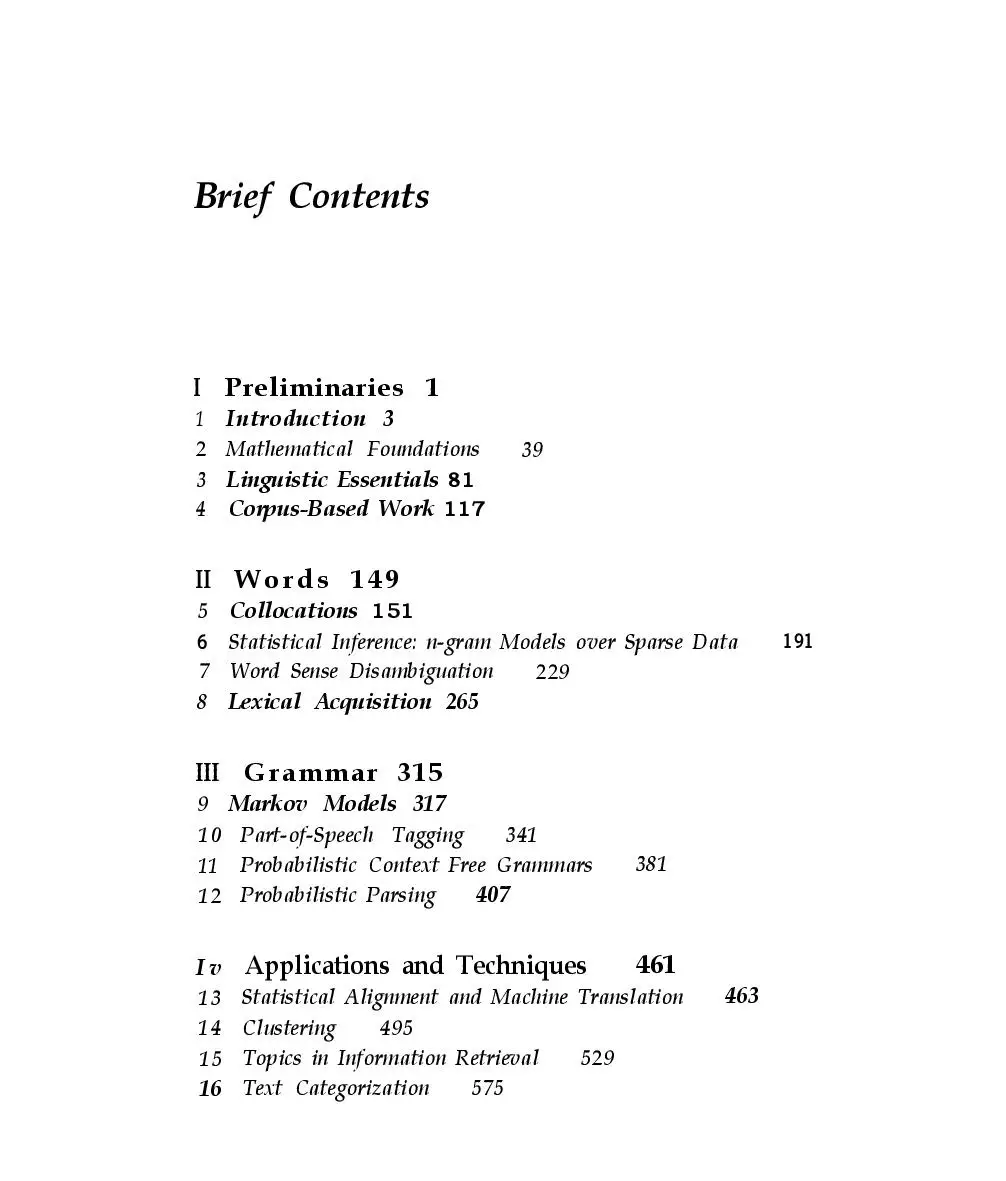 Brief Contents
I Preliminaries 1
1 Introduction 3
2 Mathematical Foundations 39
3 Linguistic Essentials 81
4 Corpus-Based Work 117
II Words 149
5 Collocations 151
6 Statistical Inference: n-gram Models over Sparse Data 191
7 Word Sense Disambiguation 229
8 Lexical Acquisition 265
III Grammar 315
9 Markov Models 317
10 Part-of-Speech Tagging 341
11 Probabilistic Context Free Grammars 381
12 Probabilistic Parsing 407
Iv Applications and Techniques 461
13 Statistical Alignment and Machine Translation 463
14 Clustering 495
15 Topics in Information Retrieval 529
16 Text Categorization 575